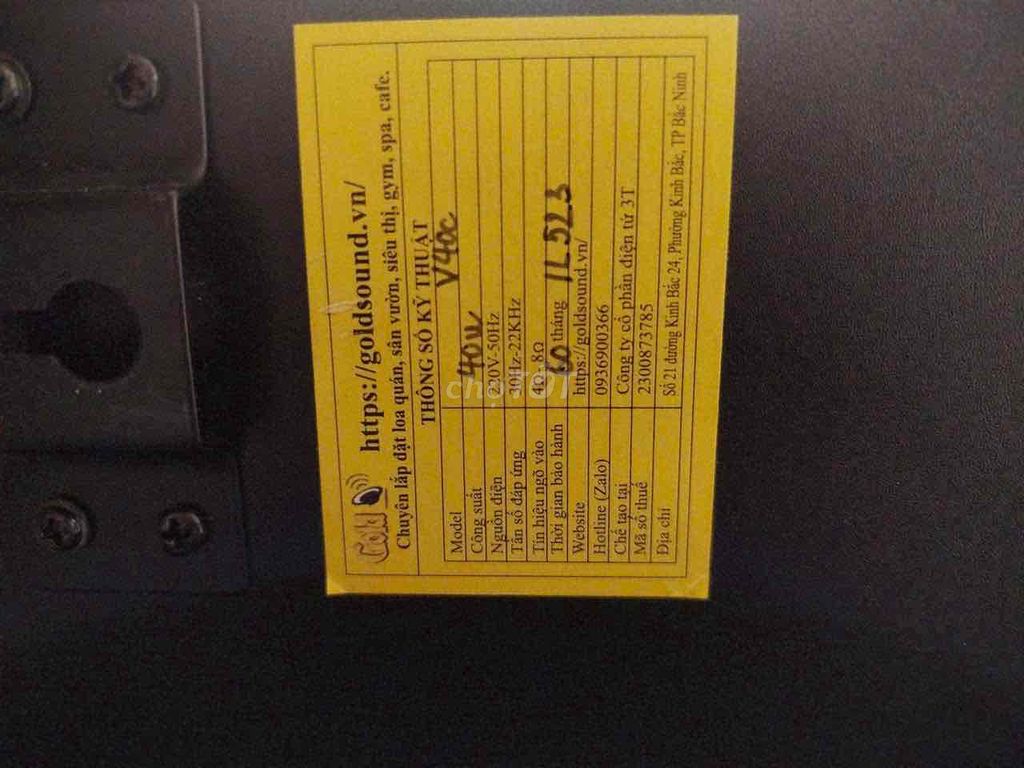 Gold
https://goldsound.vn/
Chuyên lắp đặt loa quán, sân vườn, siêu thị, gym, spa, cafe.
THÔNG SỐ KỸ THUẬT
Model V40c
Công suất 40w
Nguồn điện 220V-50Hz
Tần số đáp ứng 30Hz-22KHz
Tín hiệu ngõ vào 4Ω, 8Ω
Thời gian bảo hành 60 tháng 1L523
Website https://goldsound.vn/
Hotline (Zalo) 0936900366
Chế tạo tại Công ty cổ phần điện tử 3T
Mã số thuế 2300873785
Địa chỉ Số 21 đường Kinh Bắc 24, Phường Kinh Bắc, TP Bắc Ninh
chợTỐT